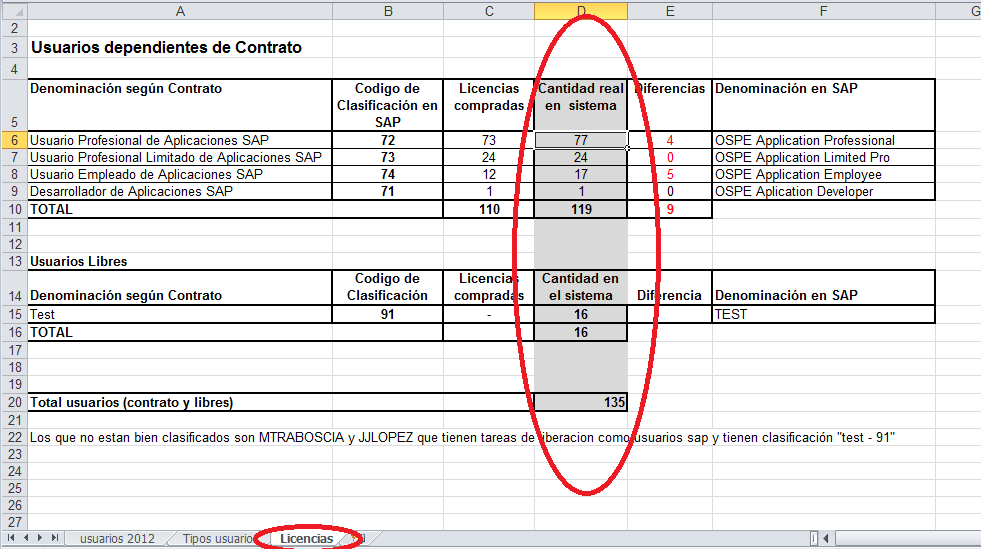 A B C D E F G
2
3 Usuarios dependientes de Contrato
4
Denominación según Contrato Codigo de Licencias Cantidad real Diferencias Denominación en SAP
Clasificación en compradas en sistema
5 SAP
6 Usuario Profesional de Aplicaciones SAP 72 73 77 4 OSPE Application Professional
7 Usuario Profesional Limitado de Aplicaciones SAP 73 24 24 0 OSPE Application Limited Pro
8 Usuario Empleado de Aplicaciones SAP 74 12 17 5 OSPE Application Employee
9 Desarrollador de Aplicaciones SAP 71 1 1 0 OSPE Aplication Developer
10 TOTAL 110 119 9
11
12
13 Usuarios Libres
Codigo de Licencias Cantidad en
14 Denominación según Contrato Clasificación compradas el sistema Diferencia Denominación en SAP
15 Test 91 - 16 TEST
16 TOTAL 16
17
18
19
20 Total usuarios (contrato y libres) 135
21
22 Los que no estan bien clasificados son MTRABOSCIA y JJLOPEZ que tienen tareas de liberacion como usuarios sap y tienen clasificación "test - 91"
23
24
25
26
27
usuarios 2012 Tipos usuario Licencias